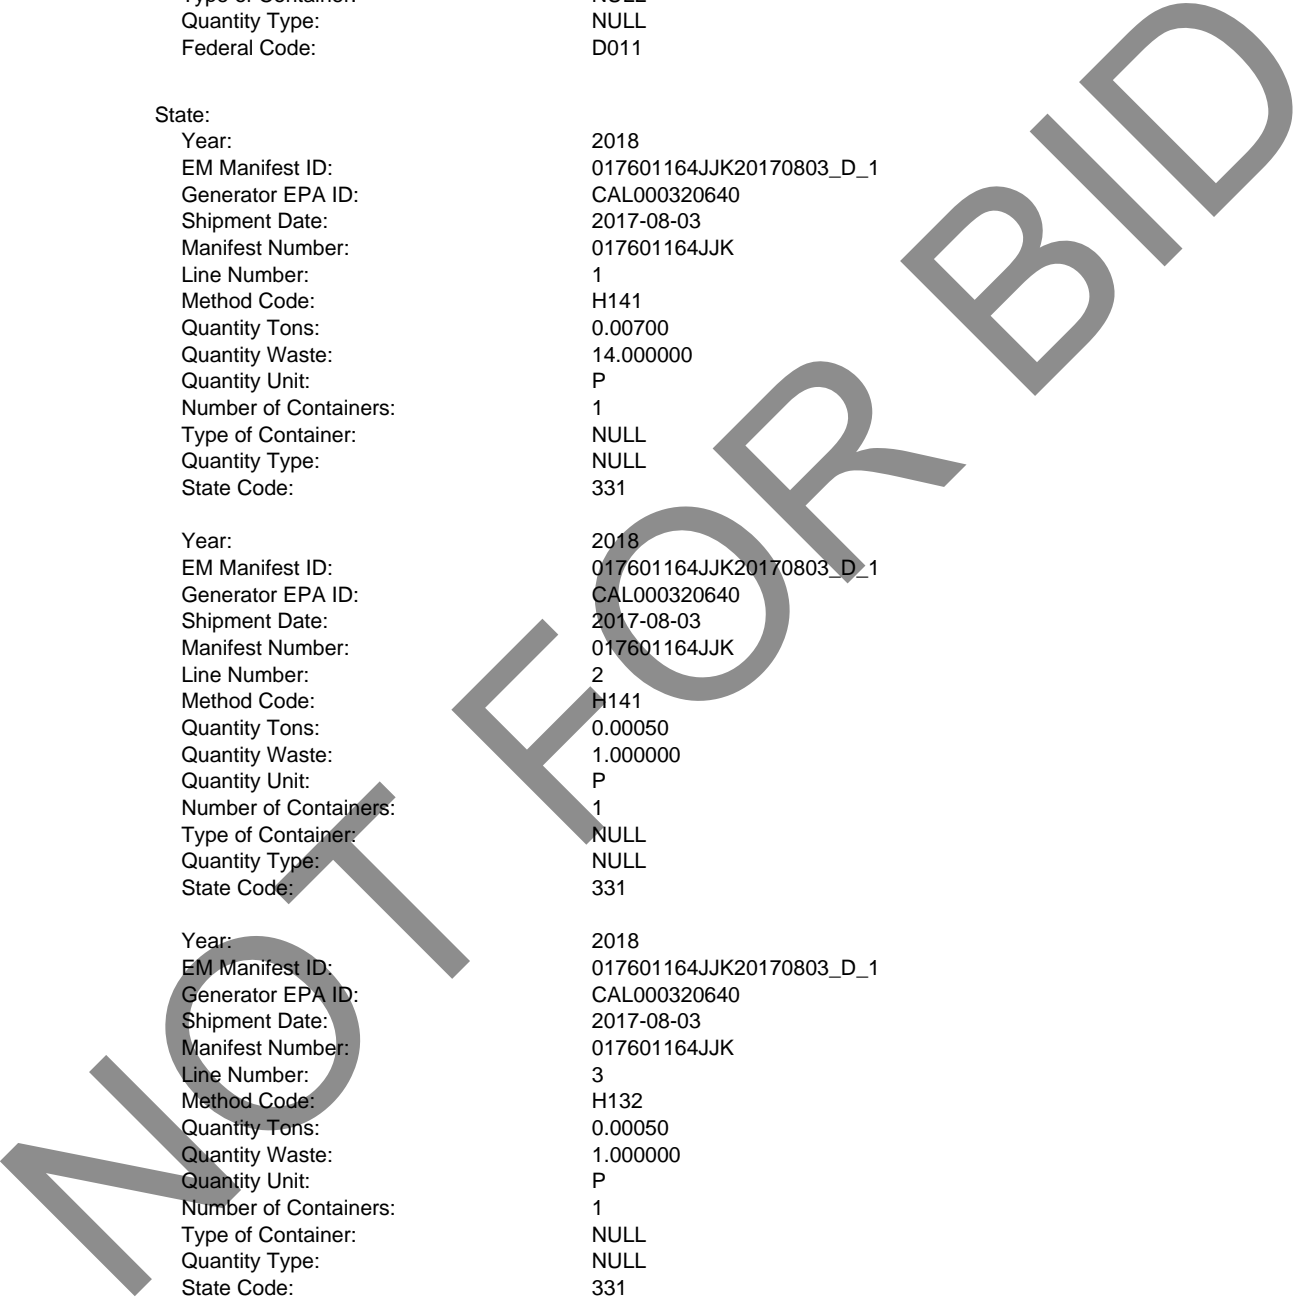 Type of Container: NULL
Quantity Type: NULL
Federal Code: D011
State:
Year: 2018
EM Manifest ID: 017601164JJK20170803_D_1
Generator EPA ID: CAL000320640
Shipment Date: 2017-08-03
Manifest Number: 017601164JJK
Line Number: 1
Method Code: H141
Quantity Tons: 0.00700
Quantity Waste: 14.000000
Quantity Unit: P
Number of Containers: 1
Type of Container: NULL
Quantity Type: NULL
State Code: 331
Year: 2018
EM Manifest ID: 017601164JJK20170803_D_1
Generator EPA ID: CAL000320640
Shipment Date: 2017-08-03
Manifest Number: 017601164JJK
Line Number: 2
Method Code: H141
Quantity Tons: 0.00050
Quantity Waste: 1.000000
Quantity Unit: P
Number of Containers: 1
Type of Container: NULL
Quantity Type: NULL
State Code: 331
Year: 2018
EM Manifest ID: 017601164JJK20170803_D_1
Generator EPA ID: CAL000320640
Shipment Date: 2017-08-03
Manifest Number: 017601164JJK
Line Number: 3
Method Code: H132
Quantity Tons: 0.00050
Quantity Waste: 1.000000
Quantity Unit: P
Number of Containers: 1
Type of Container: NULL
Quantity Type: NULL
State Code: 331
NOT FOR BID